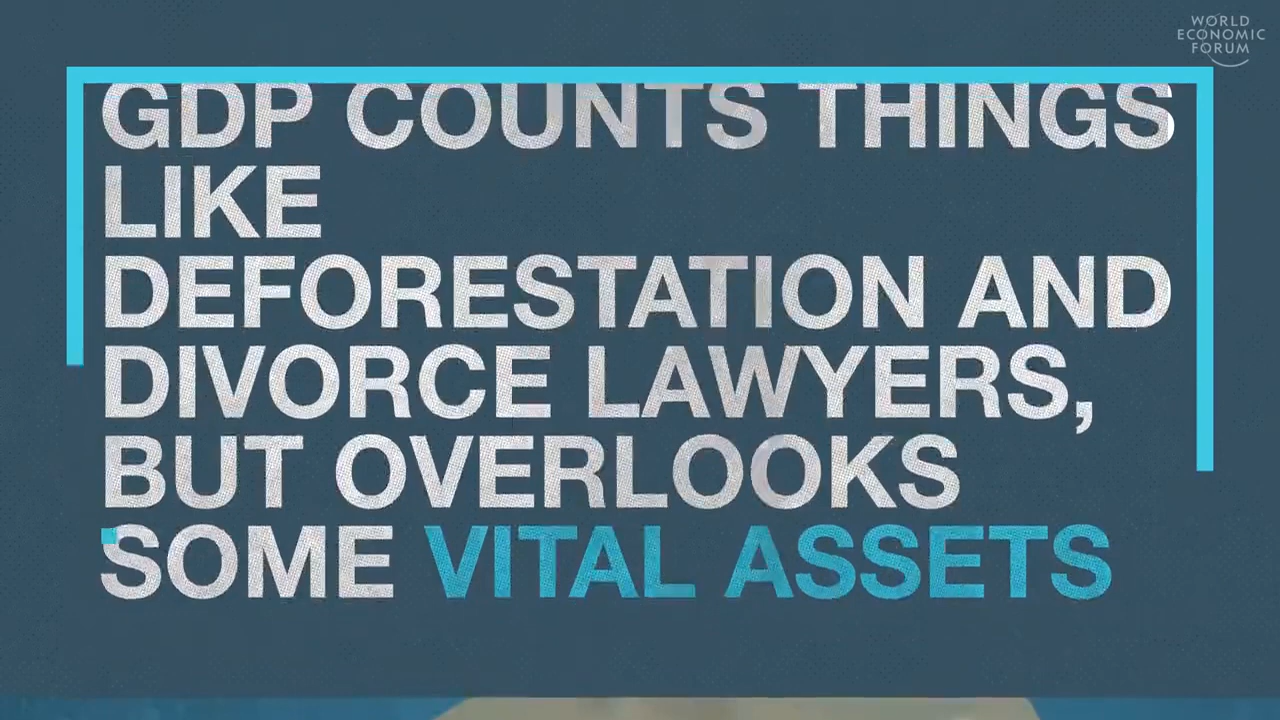 WORLD
ECONOMIC
FORUM
GDP COUNTS THINGS
LIKE
DEFORESTATION AND
DIVORCE LAWYERS,
BUT OVERLOOKS
SOME VITAL ASSETS